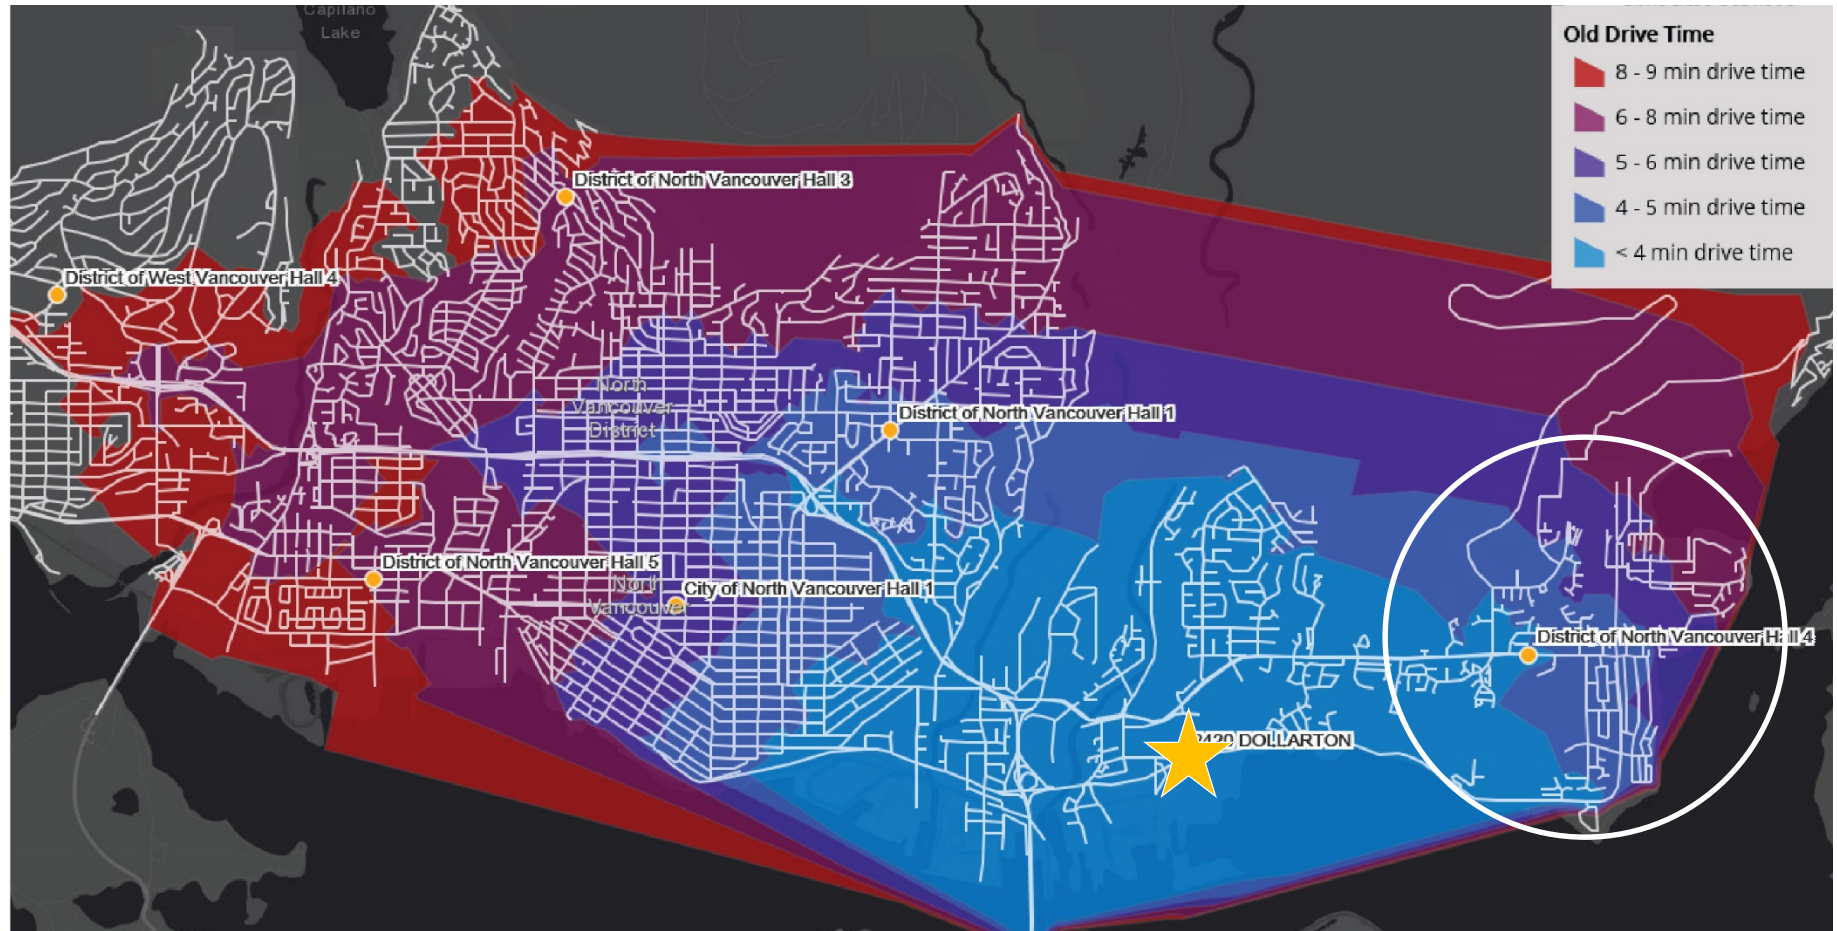 Capilano
Lake
Old Drive Time
8 - 9 min drive time
6 - 8 min drive time
5 - 6 min drive time
4 - 5 min drive time
< 4 min drive time
District of North Vancouver Hall 3
District of West Vancouver Hall 4
North
Vancouver
District
District of North Vancouver Hall 1
District of North Vancouver Hall 5
North
Vancouver
City of North Vancouver Hall 1
District of North Vancouver Hall 4
DOLLARTON